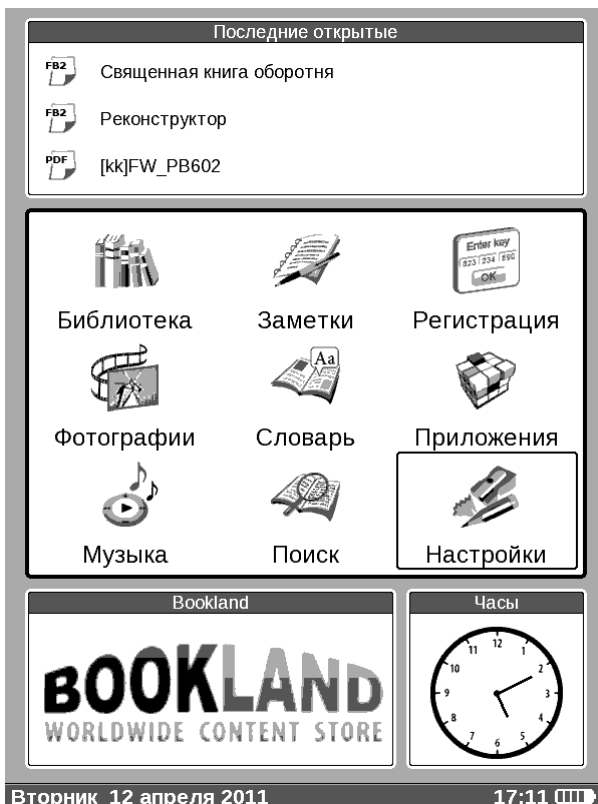 Последние открытые
FB2
Священная книга оборотня
FB2
Реконструктор
PDF
[kk]FW_PB602
Enter key
823 234 890
OK
Библиотека
Заметки
Регистрация
Aa
Фотографии
Словарь
Приложения
Музыка
Поиск
Настройки
Bookland
Часы
BOOKLAND
WORLDWIDE CONTENT STORE
12
1
2
3
4
5
6
7
8
9
10
11
Вторник 12 апреля 2011
17:11